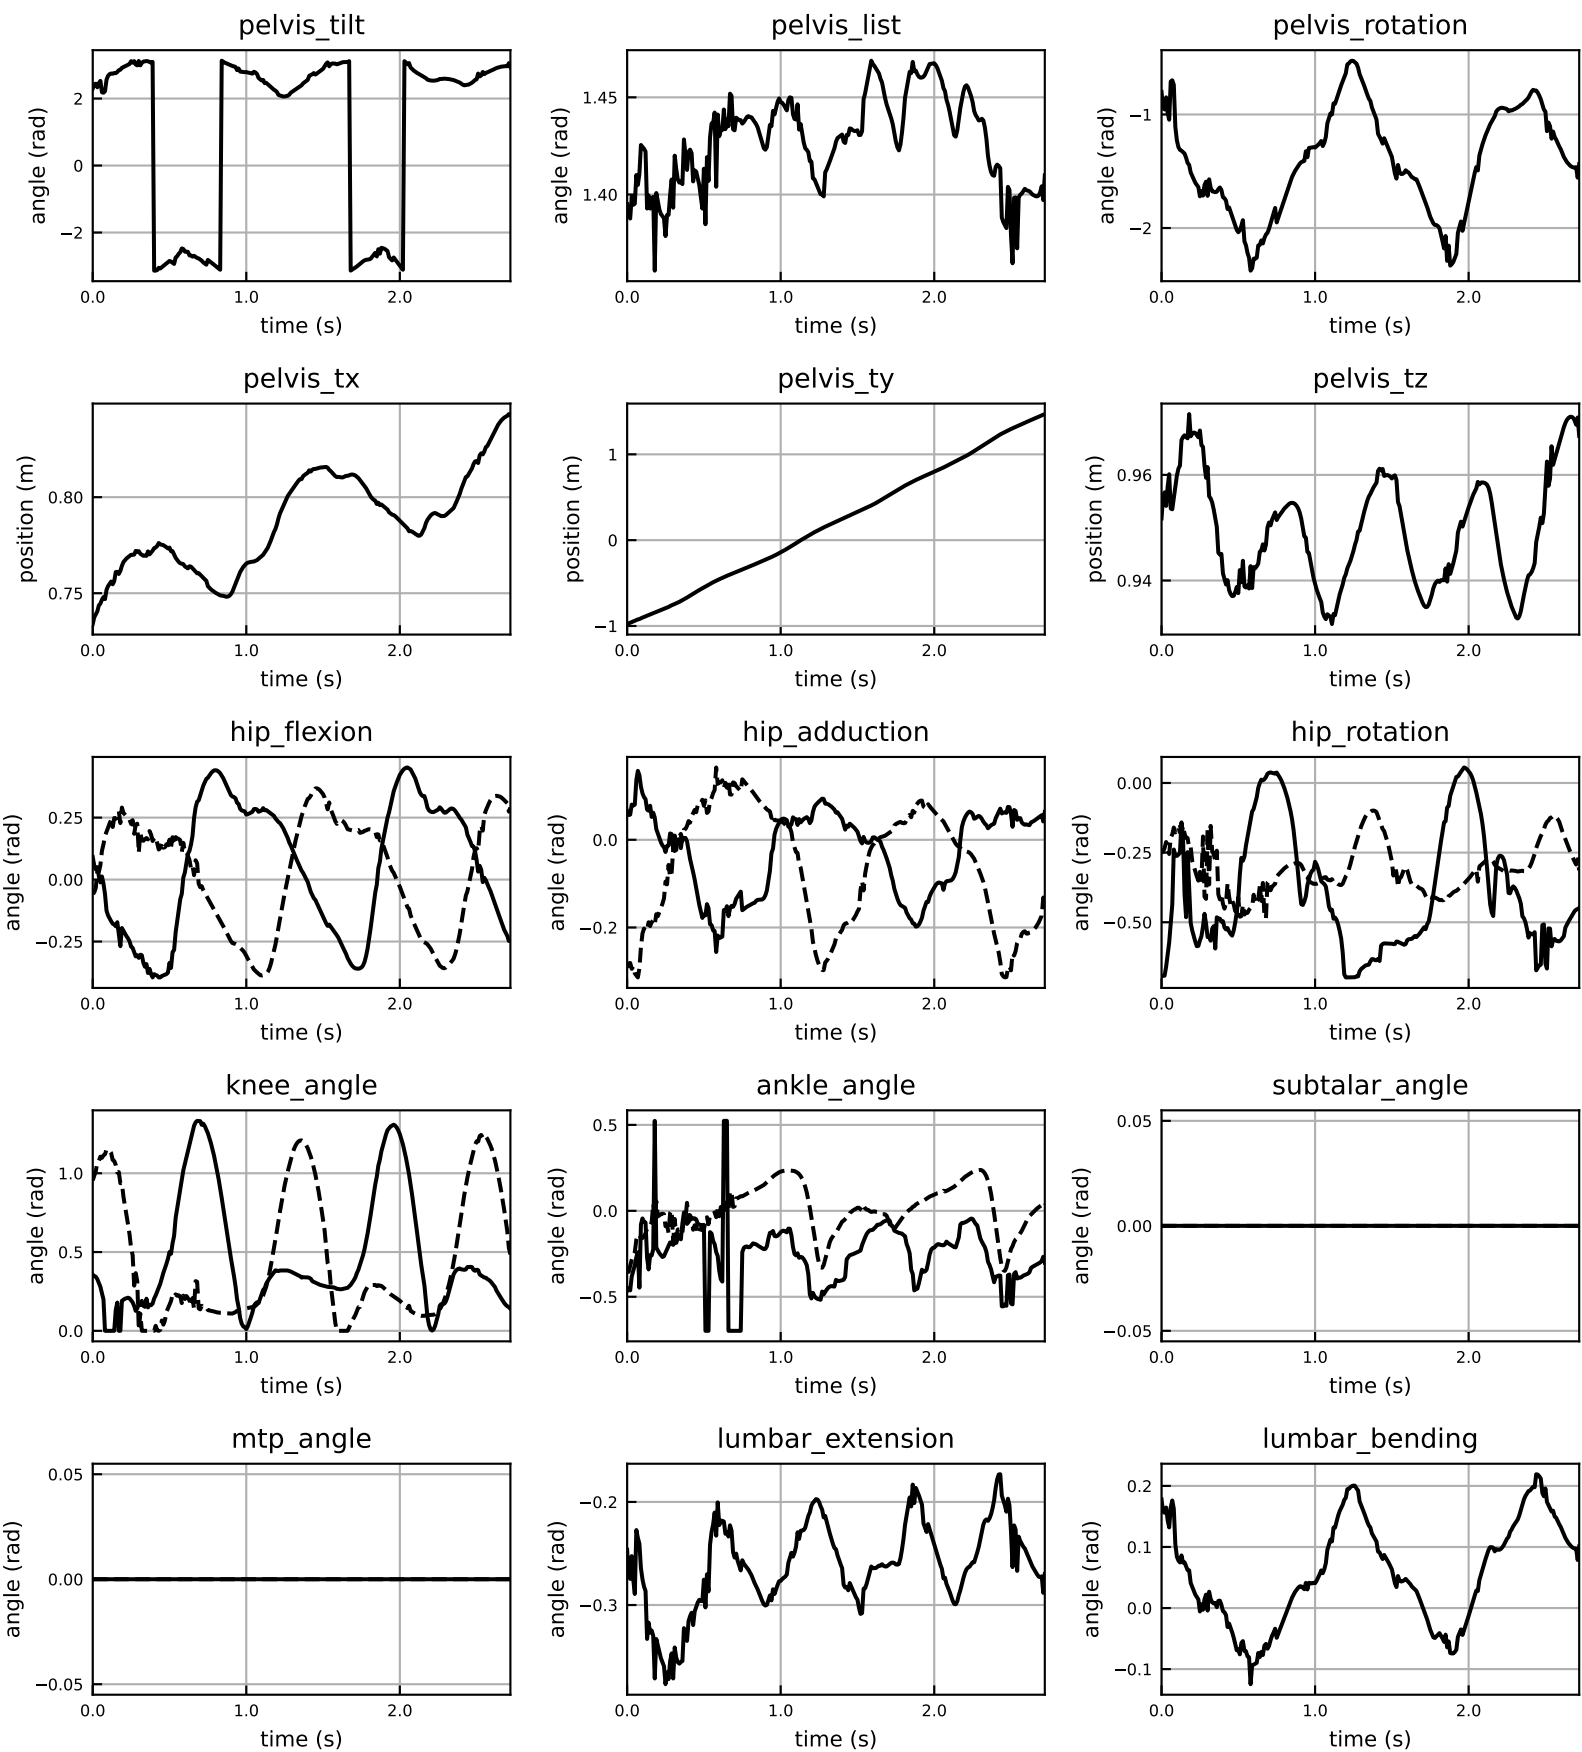 pelvis_tilt
angle (rad)
2
0
−2
0.0 1.0 2.0
time (s)
pelvis_list
angle (rad)
1.45
1.40
0.0 1.0 2.0
time (s)
pelvis_rotation
angle (rad)
−1
−2
0.0 1.0 2.0
time (s)
pelvis_tx
position (m)
0.80
0.75
0.0 1.0 2.0
time (s)
pelvis_ty
position (m)
1
0
−1
0.0 1.0 2.0
time (s)
pelvis_tz
position (m)
0.96
0.94
0.0 1.0 2.0
time (s)
hip_flexion
angle (rad)
0.25
0.00
−0.25
0.0 1.0 2.0
time (s)
hip_adduction
angle (rad)
0.0
−0.2
0.0 1.0 2.0
time (s)
hip_rotation
angle (rad)
0.00
−0.25
−0.50
0.0 1.0 2.0
time (s)
knee_angle
angle (rad)
1.0
0.5
0.0
0.0 1.0 2.0
time (s)
ankle_angle
angle (rad)
0.5
0.0
−0.5
0.0 1.0 2.0
time (s)
subtalar_angle
angle (rad)
0.05
0.00
−0.05
0.0 1.0 2.0
time (s)
mtp_angle
angle (rad)
0.05
0.00
−0.05
0.0 1.0 2.0
time (s)
lumbar_extension
angle (rad)
−0.2
−0.3
0.0 1.0 2.0
time (s)
lumbar_bending
angle (rad)
0.2
0.1
0.0
−0.1
0.0 1.0 2.0
time (s)